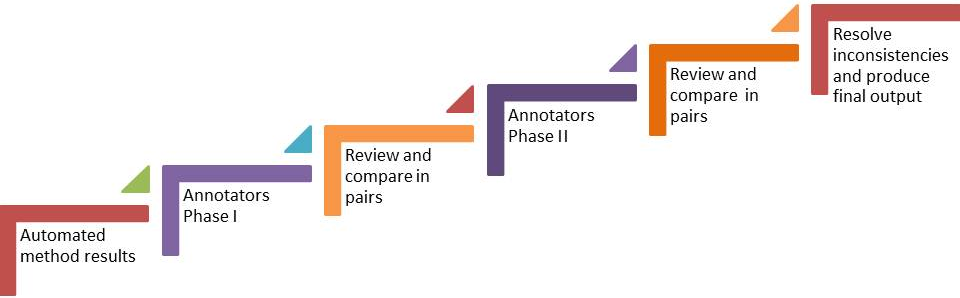 Automated
method results
Annotators
Phase I
Review and
compare in
pairs
Annotators
Phase II
Review and
compare in
pairs
Resolve
inconsistencies
and produce
final output